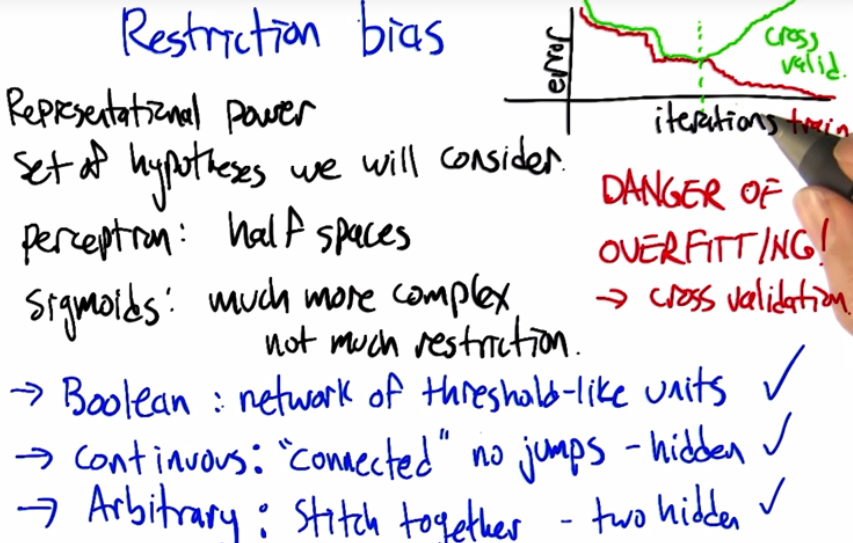 Restriction bias
Representational power
set of hypotheses we will consider.
perceptron: half spaces
sigmoids: much more complex
not much restriction.
→ Boolean : network of threshold-like units ✓
→ continuous: "connected" no jumps - hidden ✓
→ Arbitrary: stitch together - two hidden ✓
error
cross
valid.
iterations train
DANGER OF
OVERFITTING!
→ cross validation